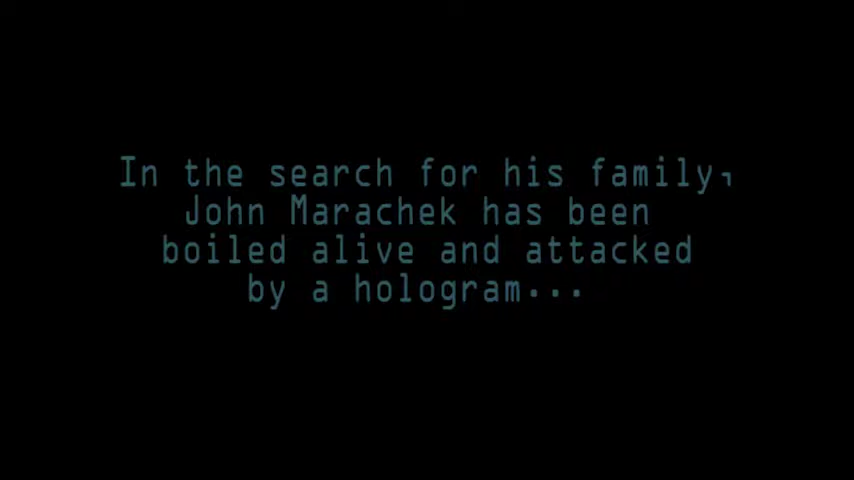 In the search for his family,
John Marachek has been
boiled alive and attacked
by a hologram...